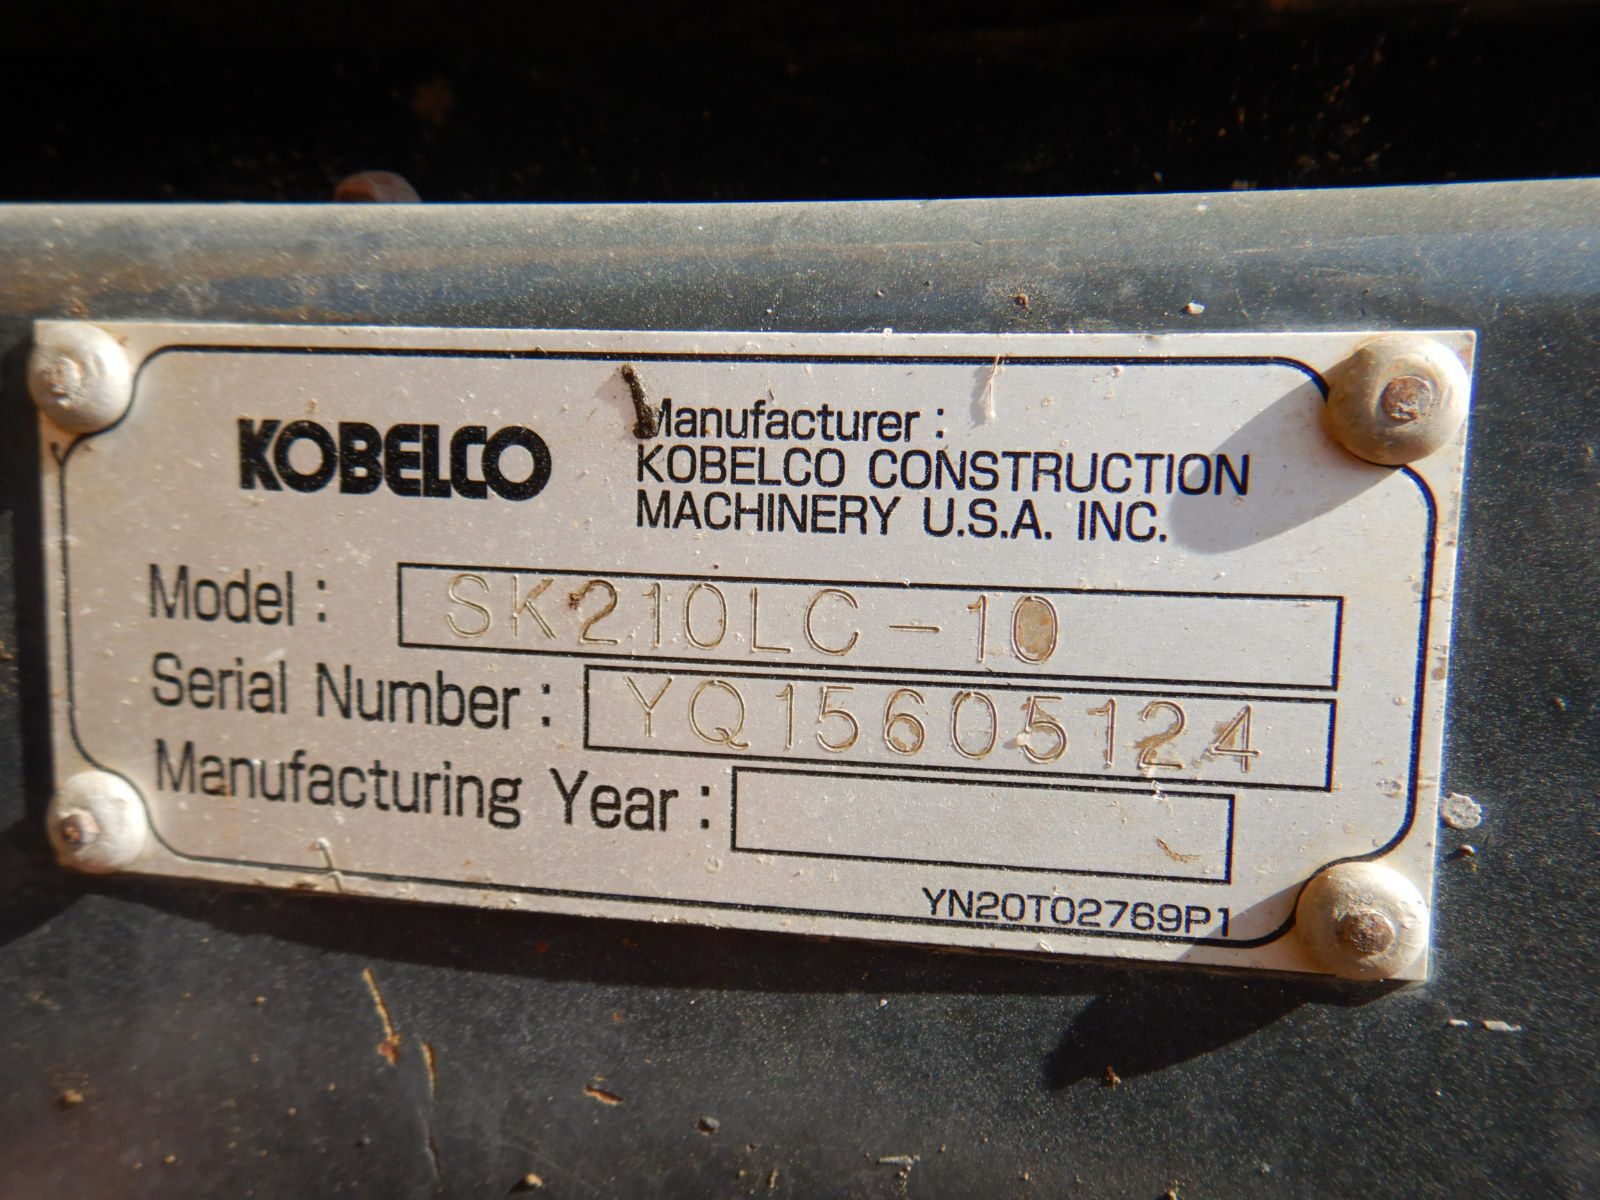 KOBELCO
Manufacturer :
KOBELCO CONSTRUCTION
MACHINERY U.S.A. INC.
Model : SK210LC-10
Serial Number : YQ15605124
Manufacturing Year :
YN20T02769P1